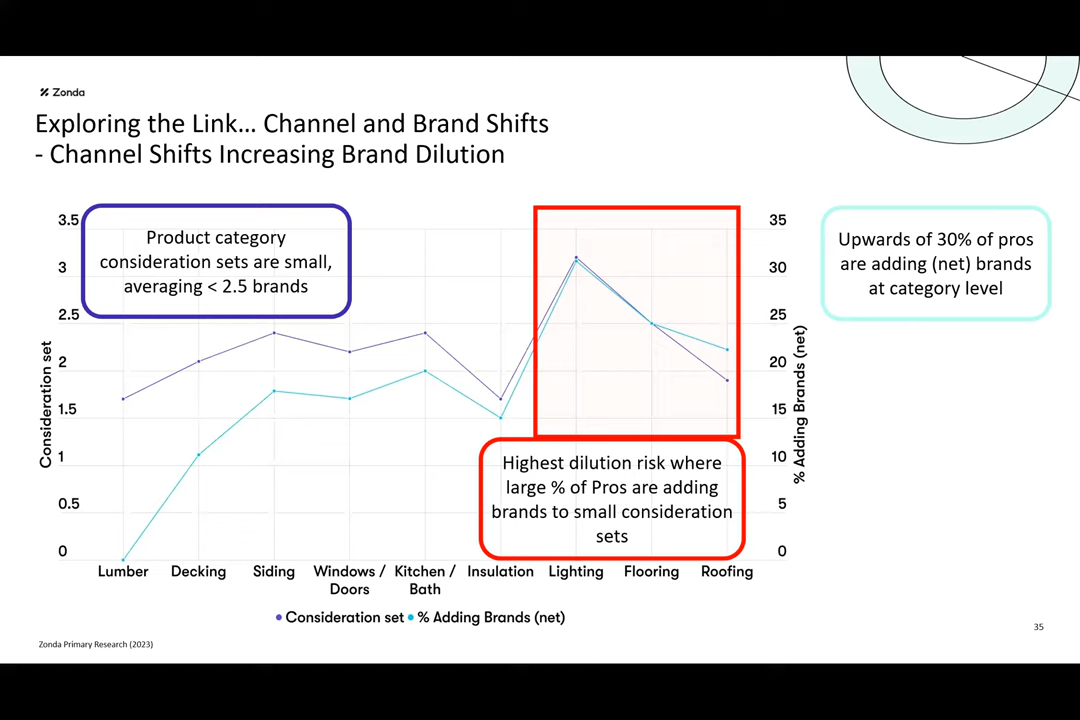 Zonda
Exploring the Link... Channel and Brand Shifts
- Channel Shifts Increasing Brand Dilution
Product category
consideration sets are small,
averaging < 2.5 brands
Upwards of 30% of pros
are adding (net) brands
at category level
Highest dilution risk where
large % of Pros are adding
brands to small consideration
sets
Consideration set
3.5
3
2.5
2
1.5
1
0.5
0
35
30
25
20
15
10
5
0
% Adding Brands (net)
Lumber
Decking
Siding
Windows /
Doors
Kitchen /
Bath
Insulation
Lighting
Flooring
Roofing
Consideration set
% Adding Brands (net)
35
Zonda Primary Research (2023)